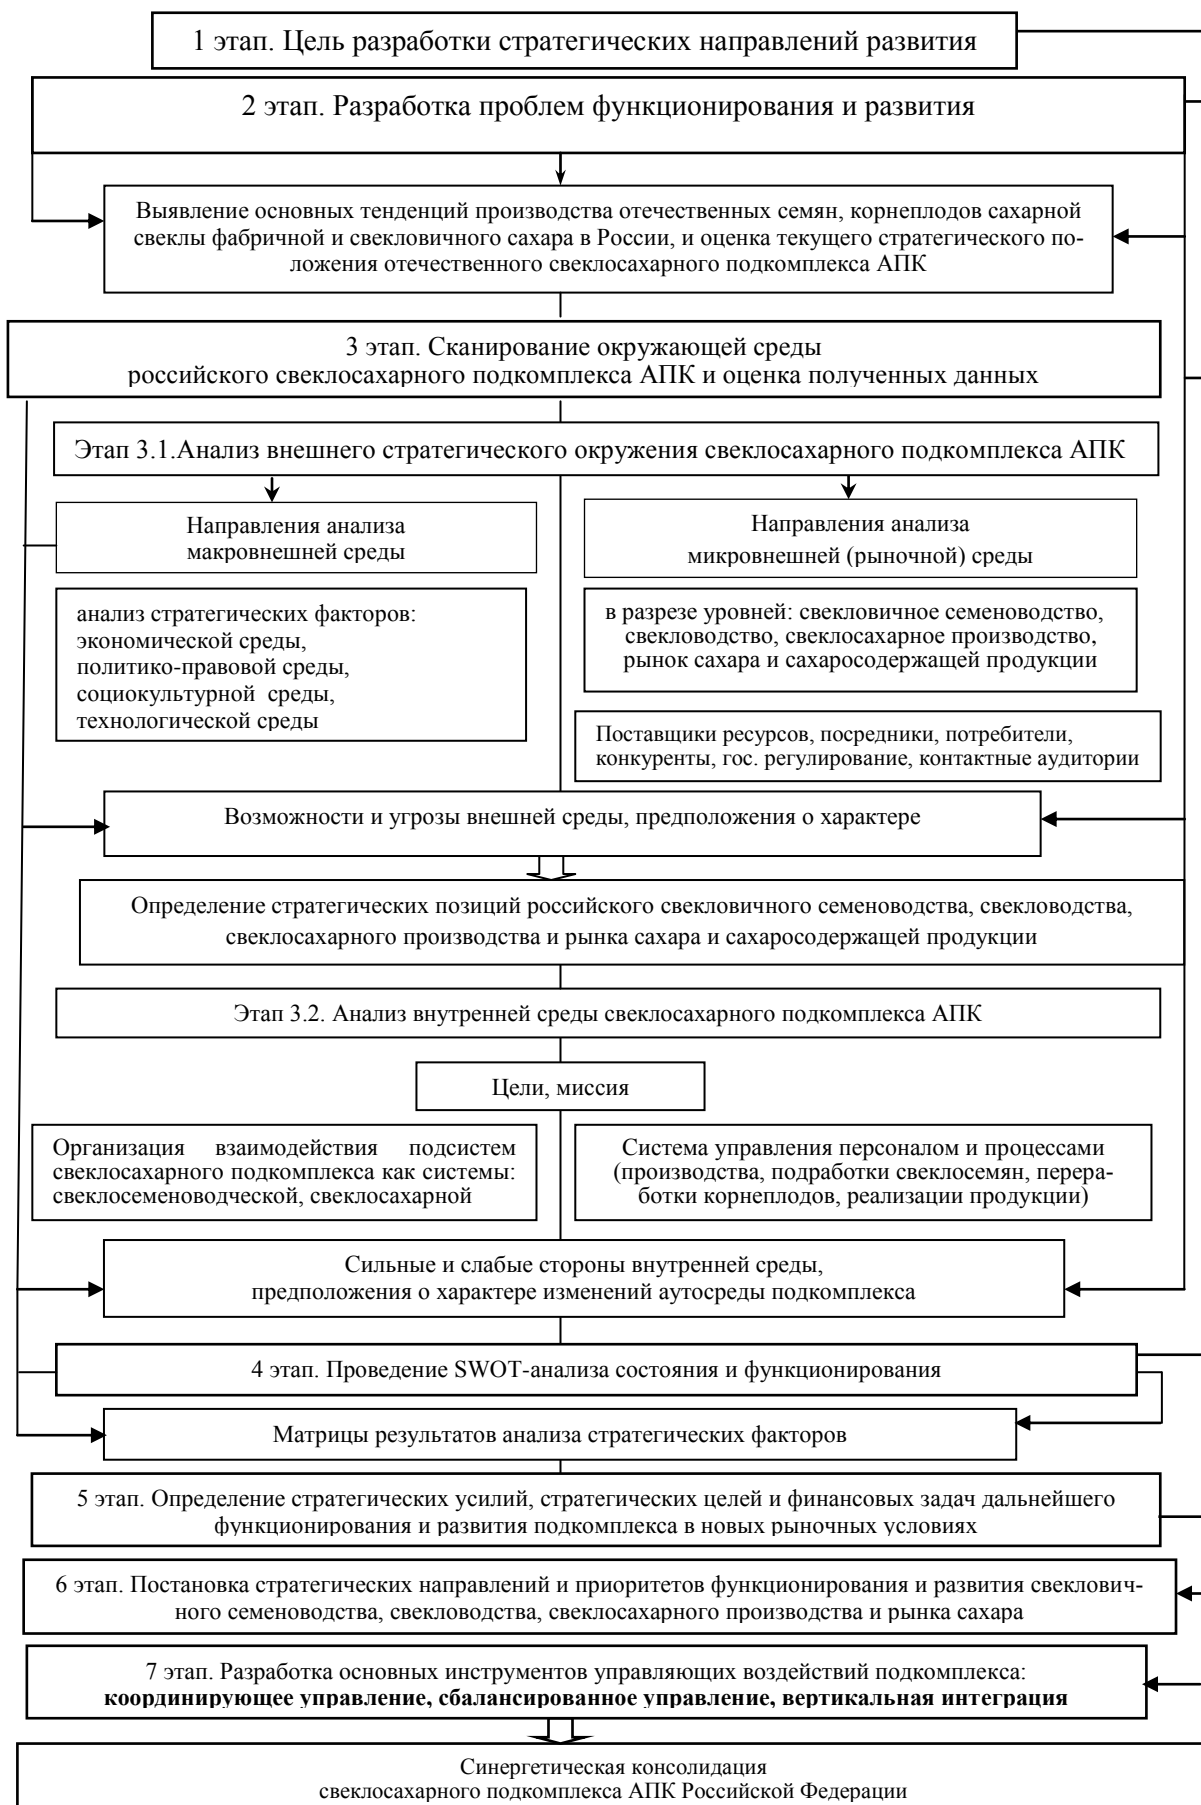 1 этап. Цель разработки стратегических направлений развития
2 этап. Разработка проблем функционирования и развития
Выявление основных тенденций производства отечественных семян, корнеплодов сахарной
свеклы фабричной и свекловичного сахара в России, и оценка текущего стратегического по-
ложения отечественного свеклосахарного подкомплекса АПК
3 этап. Сканирование окружающей среды
российского свеклосахарного подкомплекса АПК и оценка полученных данных
Этап 3.1.Анализ внешнего стратегического окружения свеклосахарного подкомплекса АПК
Направления анализа
макровнешней среды
Направления анализа
микровнешней (рыночной) среды
анализ стратегических факторов:
экономической среды,
политико-правовой среды,
социокультурной среды,
технологической среды
в разрезе уровней: свекловичное семеноводство,
свекловодство, свеклосахарное производство,
рынок сахара и сахаросодержащей продукции
Поставщики ресурсов, посредники, потребители,
конкуренты, гос. регулирование, контактные аудитории
Возможности и угрозы внешней среды, предположения о характере
Определение стратегических позиций российского свекловичного семеноводства, свекловодства,
свеклосахарного производства и рынка сахара и сахаросодержащей продукции
Этап 3.2. Анализ внутренней среды свеклосахарного подкомплекса АПК
Цели, миссия
Организация взаимодействия подсистем
свеклосахарного подкомплекса как системы:
свеклосеменоводческой, свеклосахарной
Система управления персоналом и процессами
(производства, подработки свеклосемян, перера-
ботки корнеплодов, реализации продукции)
Сильные и слабые стороны внутренней среды,
предположения о характере изменений аутосреды подкомплекса
4 этап. Проведение SWOT-анализа состояния и функционирования
Матрицы результатов анализа стратегических факторов
5 этап. Определение стратегических усилий, стратегических целей и финансовых задач дальнейшего
функционирования и развития подкомплекса в новых рыночных условиях
6 этап. Постановка стратегических направлений и приоритетов функционирования и развития свеклович-
ного семеноводства, свекловодства, свеклосахарного производства и рынка сахара
7 этап. Разработка основных инструментов управляющих воздействий подкомплекса:
координирующее управление, сбалансированное управление, вертикальная интеграция
Синергетическая консолидация
свеклосахарного подкомплекса АПК Российской Федерации